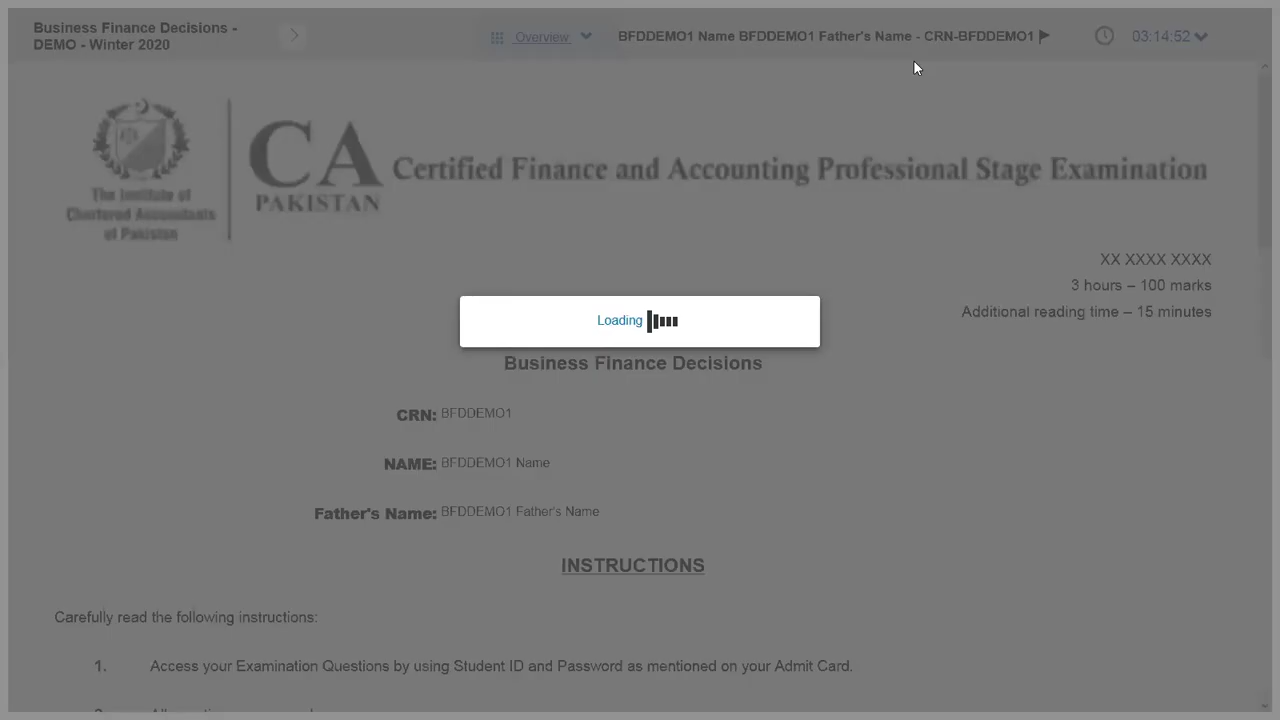 Business Finance Decisions -
DEMO - Winter 2020
Overview
BFDDEMO1 Name BFDDEMO1 Father's Name - CRN-BFDDEMO1
03:14:52
The Institute of
Chartered Accountants
of Pakistan
CA
PAKISTAN
Certified Finance and Accounting Professional Stage Examination
XX XXXX XXXX
3 hours – 100 marks
Additional reading time – 15 minutes
Loading
Business Finance Decisions
CRN: BFDDEMO1
NAME: BFDDEMO1 Name
Father's Name: BFDDEMO1 Father's Name
INSTRUCTIONS
Carefully read the following instructions:
1. Access your Examination Questions by using Student ID and Password as mentioned on your Admit Card.